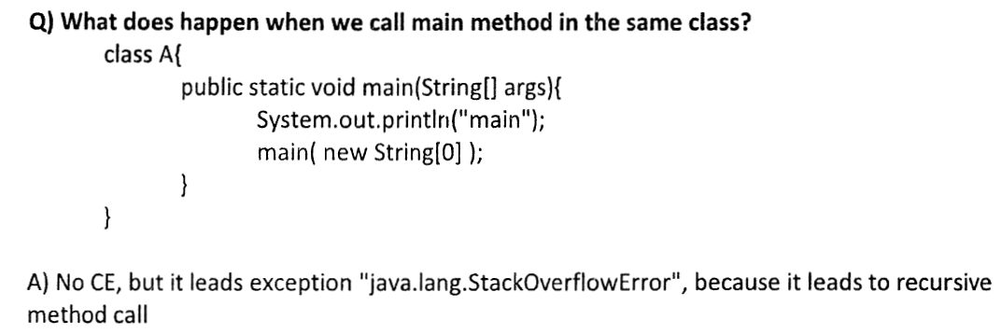 Q) What does happen when we call main method in the same class?
class A{
public static void main(String[] args){
System.out.println("main");
main( new String[0] );
}
}
A) No CE, but it leads exception "java.lang.StackOverflowError", because it leads to recursive
method call